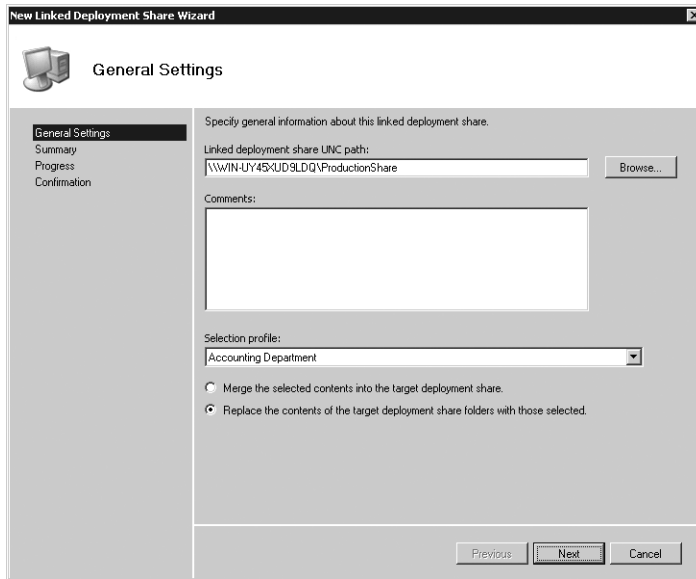 New Linked Deployment Share Wizard
General Settings
General Settings
Summary
Progress
Confirmation
Specify general information about this linked deployment share.
Linked deployment share UNC path:
\\WIN-UY45XUD9LDQ\ProductionShare
Browse...
Comments:
Selection profile:
Accounting Department
Merge the selected contents into the target deployment share.
Replace the contents of the target deployment share folders with those selected.
Previous
Next
Cancel